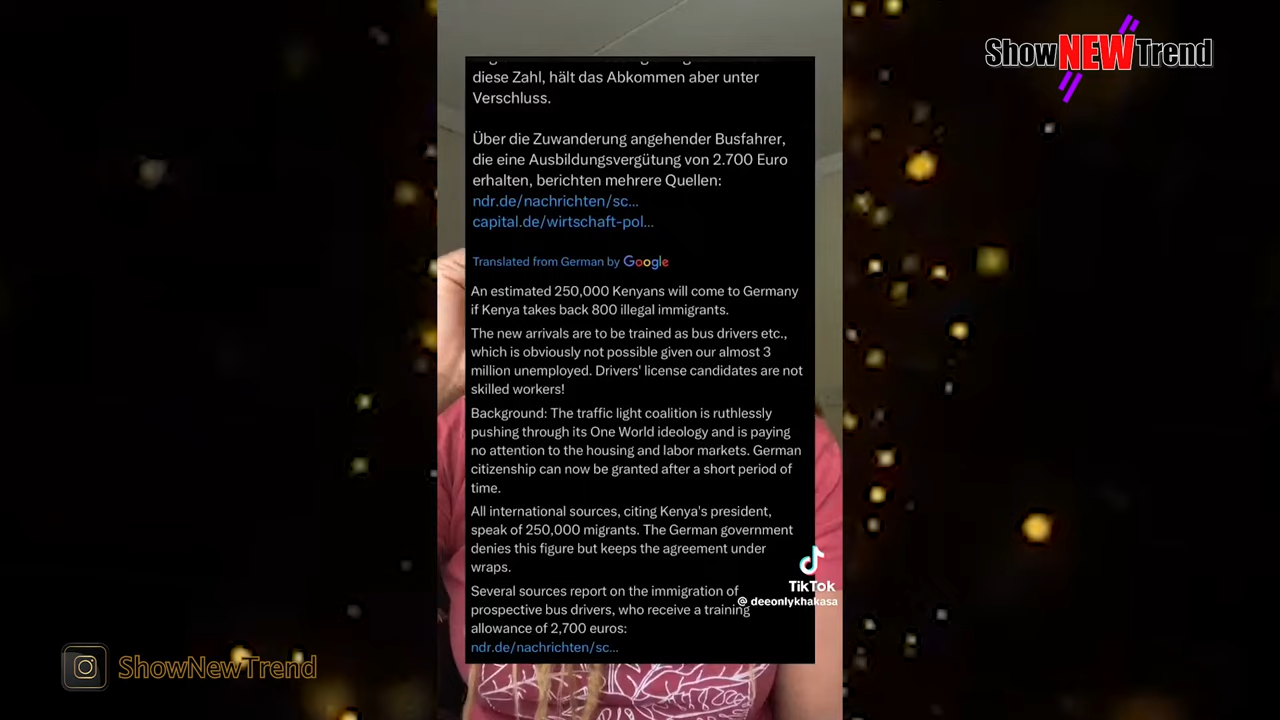 diese Zahl, hält das Abkommen aber unter
Verschluss.
Über die Zuwanderung angehender Busfahrer,
die eine Ausbildungsvergütung von 2.700 Euro
erhalten, berichten mehrere Quellen:
ndr.de/nachrichten/sc...
capital.de/wirtschaft-pol...
Translated from German by Google
An estimated 250,000 Kenyans will come to Germany
if Kenya takes back 800 illegal immigrants.
The new arrivals are to be trained as bus drivers etc.,
which is obviously not possible given our almost 3
million unemployed. Drivers' license candidates are not
skilled workers!
Background: The traffic light coalition is ruthlessly
pushing through its One World ideology and is paying
no attention to the housing and labor markets. German
citizenship can now be granted after a short period of
time.
All international sources, citing Kenya's president,
speak of 250,000 migrants. The German government
denies this figure but keeps the agreement under
wraps.
Several sources report on the immigration of
prospective bus drivers, who receive a training
allowance of 2,700 euros:
ndr.de/nachrichten/sc...
TikTok
@deeonlykhakasa
Show NEW Trend
ShowNewTrend